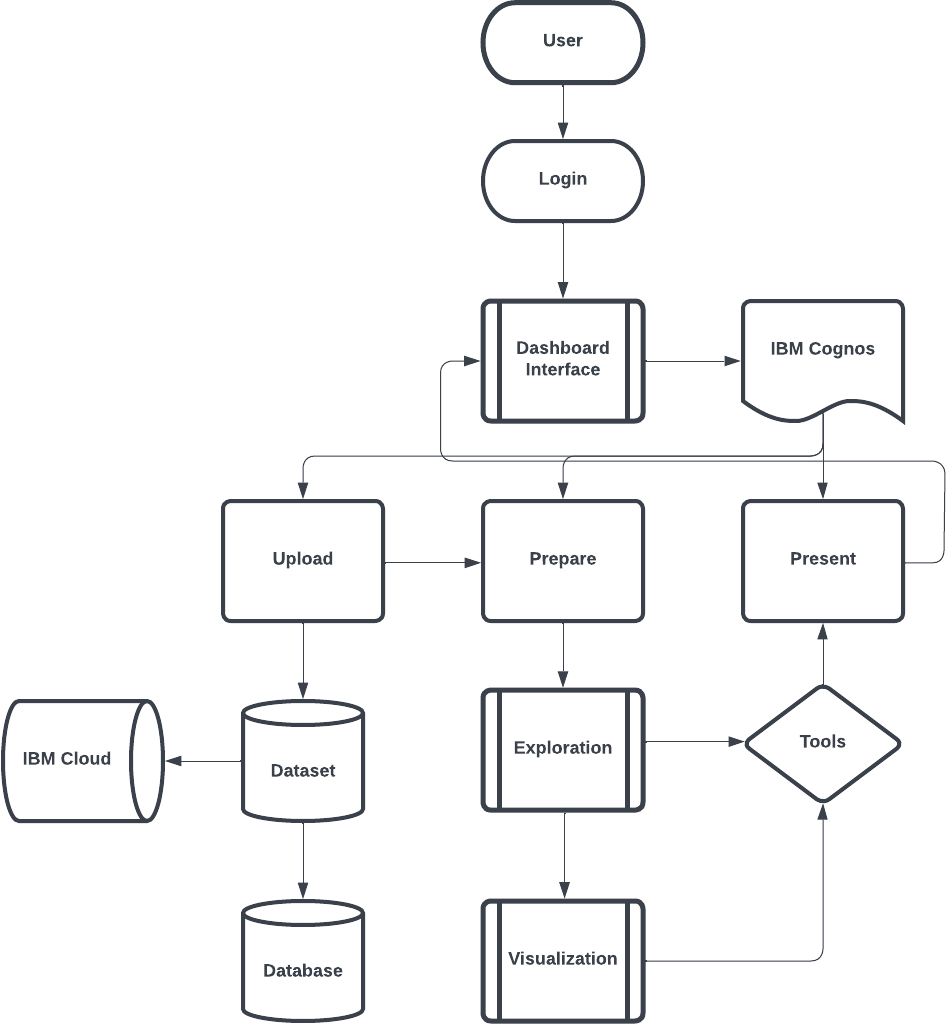 User
Login
Dashboard
Interface
IBM Cognos
Upload
Prepare
Present
IBM Cloud
Dataset
Exploration
Tools
Database
Visualization